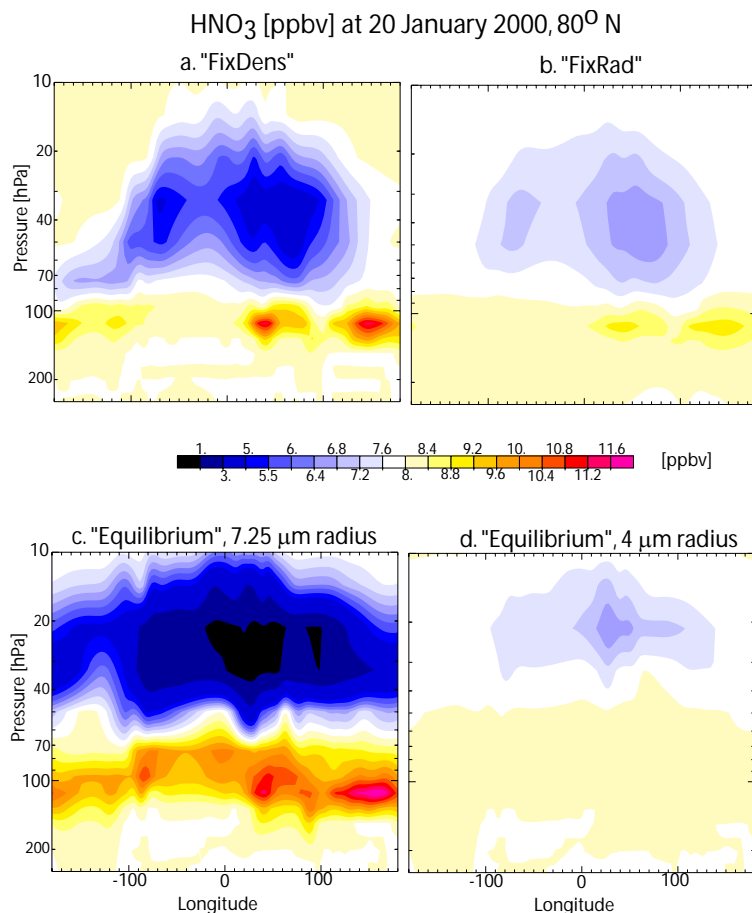 HNO3 [ppbv] at 20 January 2000, 80O N
a. "FixDens"
b. "FixRad"
10
20
40
70
100
200
Pressure [hPa]
1. 5. 6. 6.8 7.6 8.4 9.2 10. 10.8 11.6
3. 5.5 6.4 7.2 8. 8.8 9.6 10.4 11.2
[ppbv]
c. "Equilibrium", 7.25 µm radius
d. "Equilibrium", 4 µm radius
10
20
40
70
100
200
Pressure [hPa]
-100 0 100
Longitude
-100 0 100
Longitude